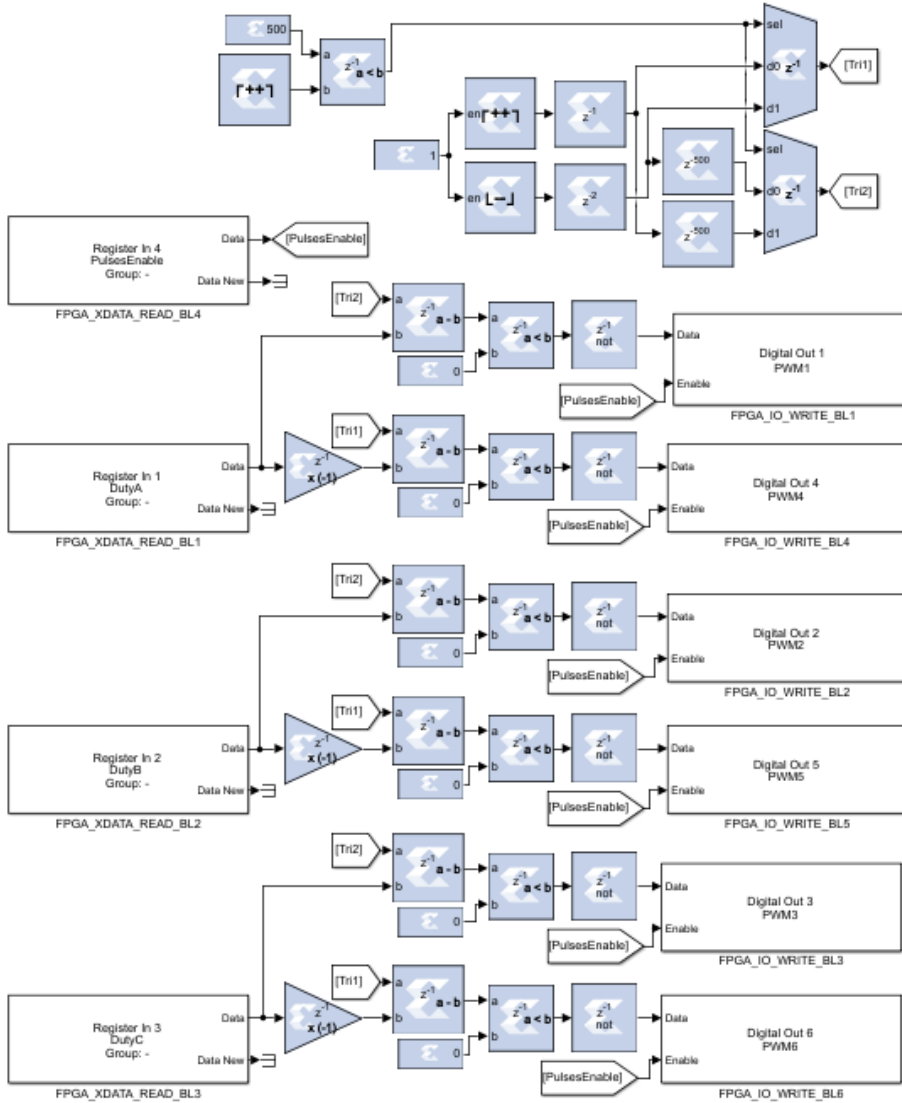 500
a
b
z-1
a < b
++
1
en
++
z-1
en
z-2
sel
d0
z-1
d1
[Tri1]
z-500
z-500
sel
d0
z-1
d1
[Tri2]
Register In 4
PulsesEnable
Group: -
Data
Data New
[PulsesEnable]
FPGA_XDATA_READ_BL4
[Tri2]
a
b
z-1
a - b
0
a
b
z-1
a < b
z-1
not
Data
Enable
[PulsesEnable]
Digital Out 1
PWM1
FPGA_IO_WRITE_BL1
Register In 1
DutyA
Group: -
Data
Data New
FPGA_XDATA_READ_BL1
z-1
x (-1)
[Tri1]
a
b
z-1
a - b
0
a
b
z-1
a < b
z-1
not
Data
Enable
[PulsesEnable]
Digital Out 4
PWM4
FPGA_IO_WRITE_BL4
[Tri2]
a
b
z-1
a - b
0
a
b
z-1
a < b
z-1
not
Data
Enable
[PulsesEnable]
Digital Out 2
PWM2
FPGA_IO_WRITE_BL2
Register In 2
DutyB
Group: -
Data
Data New
FPGA_XDATA_READ_BL2
z-1
x (-1)
[Tri1]
a
b
z-1
a - b
0
a
b
z-1
a < b
z-1
not
Data
Enable
[PulsesEnable]
Digital Out 5
PWM5
FPGA_IO_WRITE_BL5
[Tri2]
a
b
z-1
a - b
0
a
b
z-1
a < b
z-1
not
Data
Enable
[PulsesEnable]
Digital Out 3
PWM3
FPGA_IO_WRITE_BL3
Register In 3
DutyC
Group: -
Data
Data New
FPGA_XDATA_READ_BL3
z-1
x (-1)
[Tri1]
a
b
z-1
a - b
0
a
b
z-1
a < b
z-1
not
Data
Enable
[PulsesEnable]
Digital Out 6
PWM6
FPGA_IO_WRITE_BL6